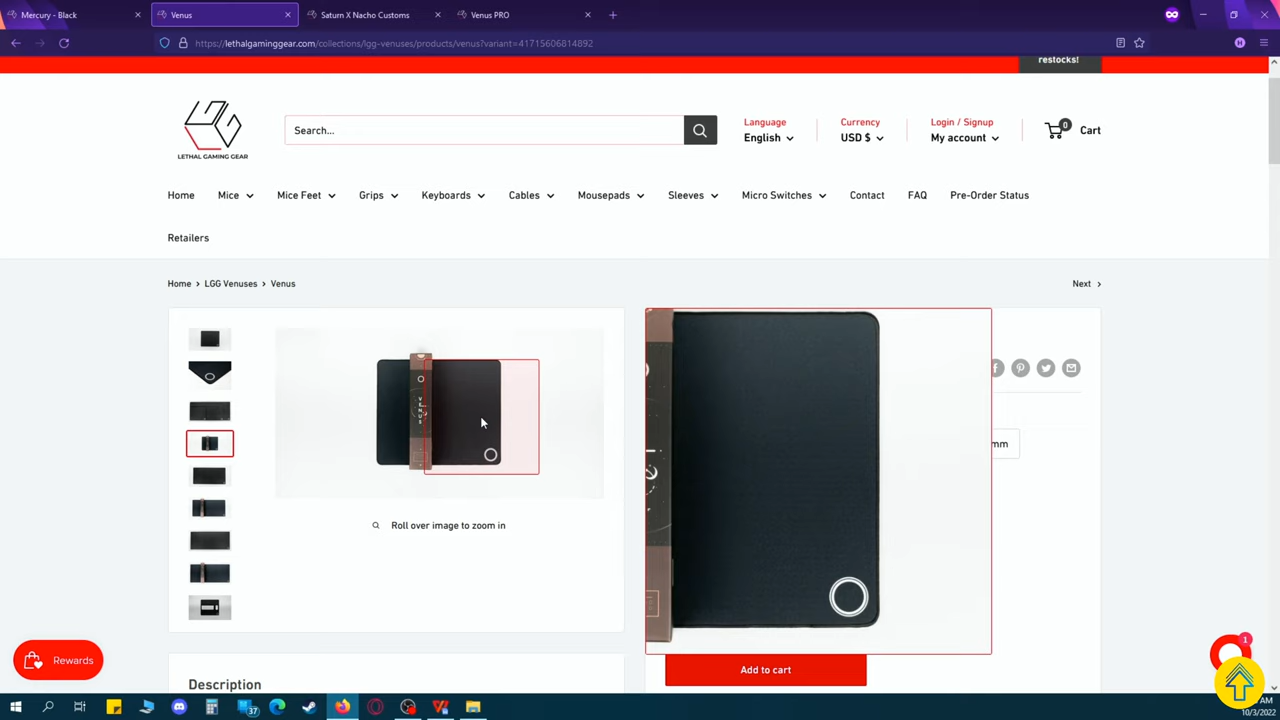 Mercury - Black
Venus
Saturn X Nacho Customs
Venus PRO
https://lethalgaminggear.com/collections/lgg-venuses/products/venus?variant=41715606814892
restocks!
LETHAL GAMING GEAR
Search...
Language
English
Currency
USD $
Login / Signup
My account
0
Cart
Home
Mice
Mice Feet
Grips
Keyboards
Cables
Mousepads
Sleeves
Micro Switches
Contact
FAQ
Pre-Order Status
Retailers
Home > LGG Venuses > Venus
Next >
mm
Roll over image to zoom in
Add to cart
Rewards
1
Description
37
AM
10/3/2022